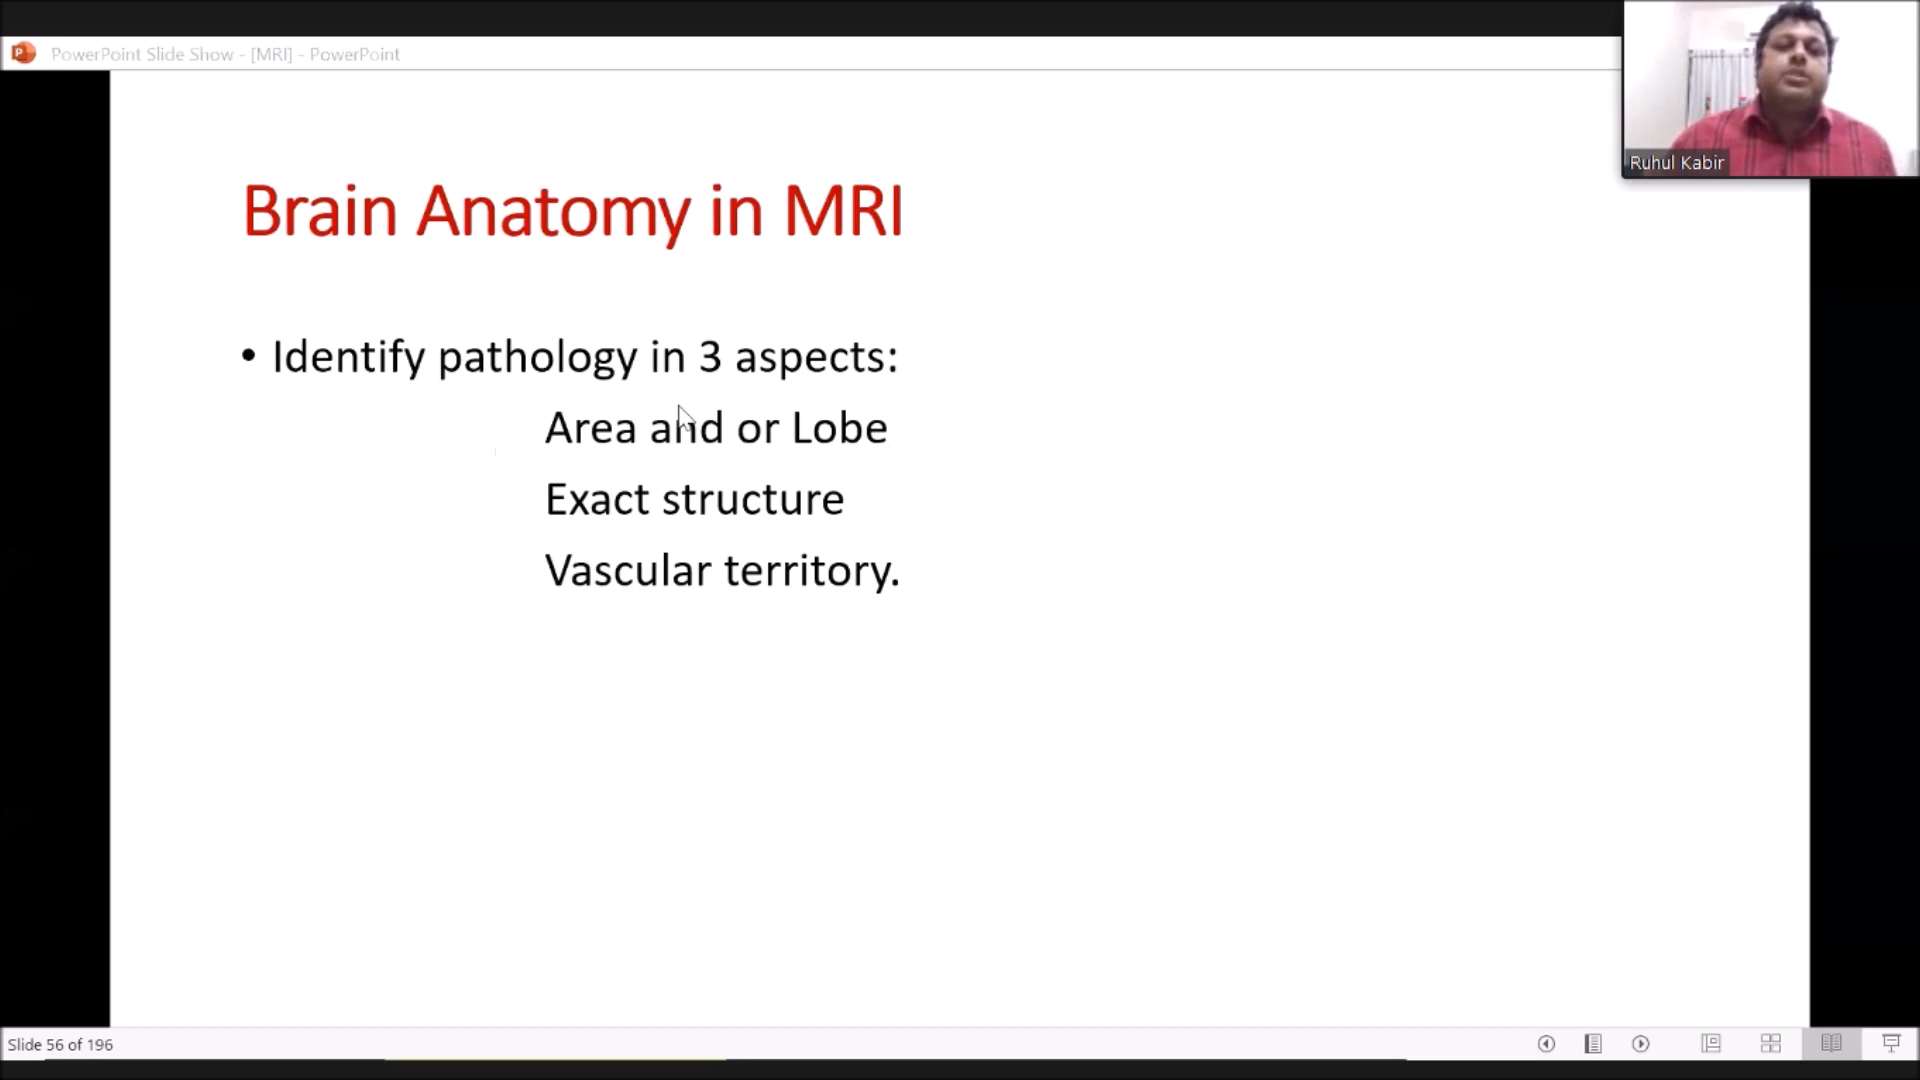 PowerPoint Slide Show - [MRI] - PowerPoint
Ruhul Kabir
Brain Anatomy in MRI
• Identify pathology in 3 aspects:
Area and or Lobe
Exact structure
Vascular territory.
Slide 56 of 196